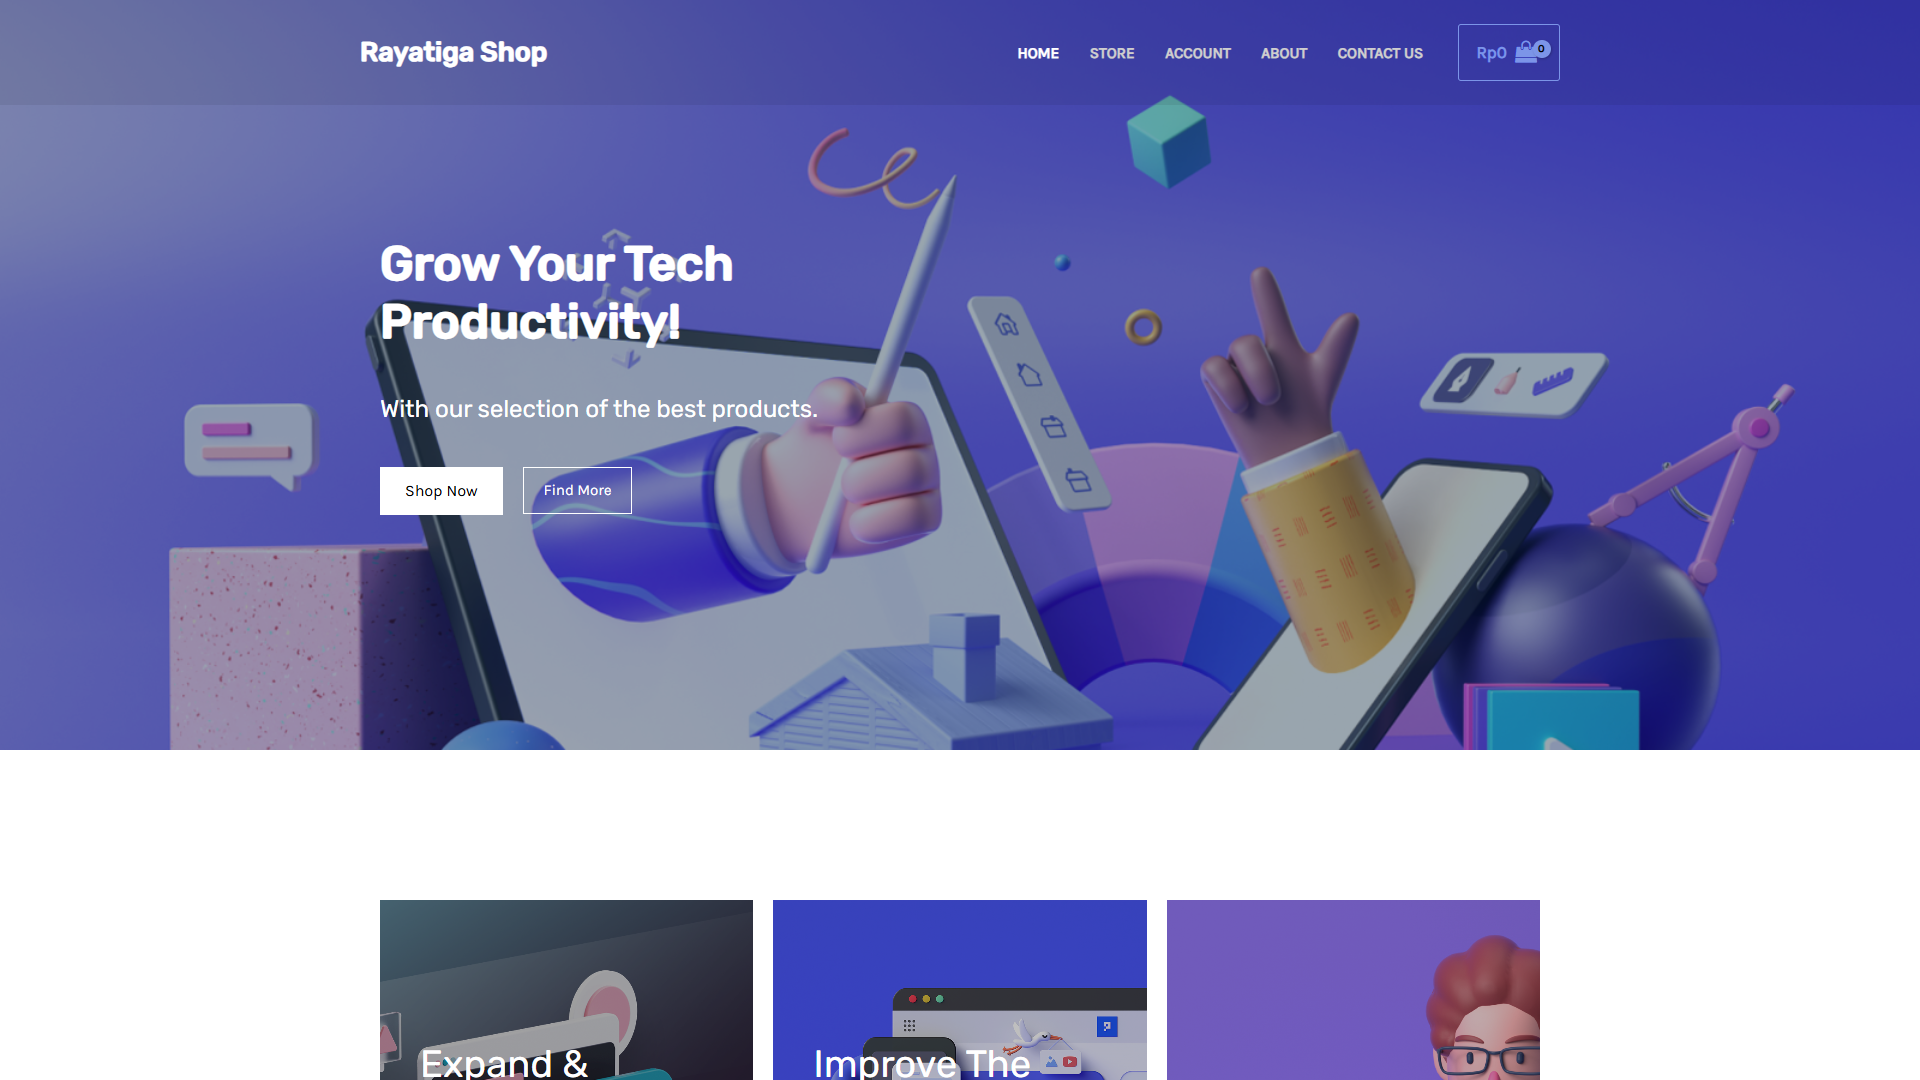 Rayatiga Shop
HOME
STORE
ACCOUNT
ABOUT
CONTACT US
Rp0
0
Grow Your Tech
Productivity!
With our selection of the best products.
Shop Now
Find More
Expand &
Improve The